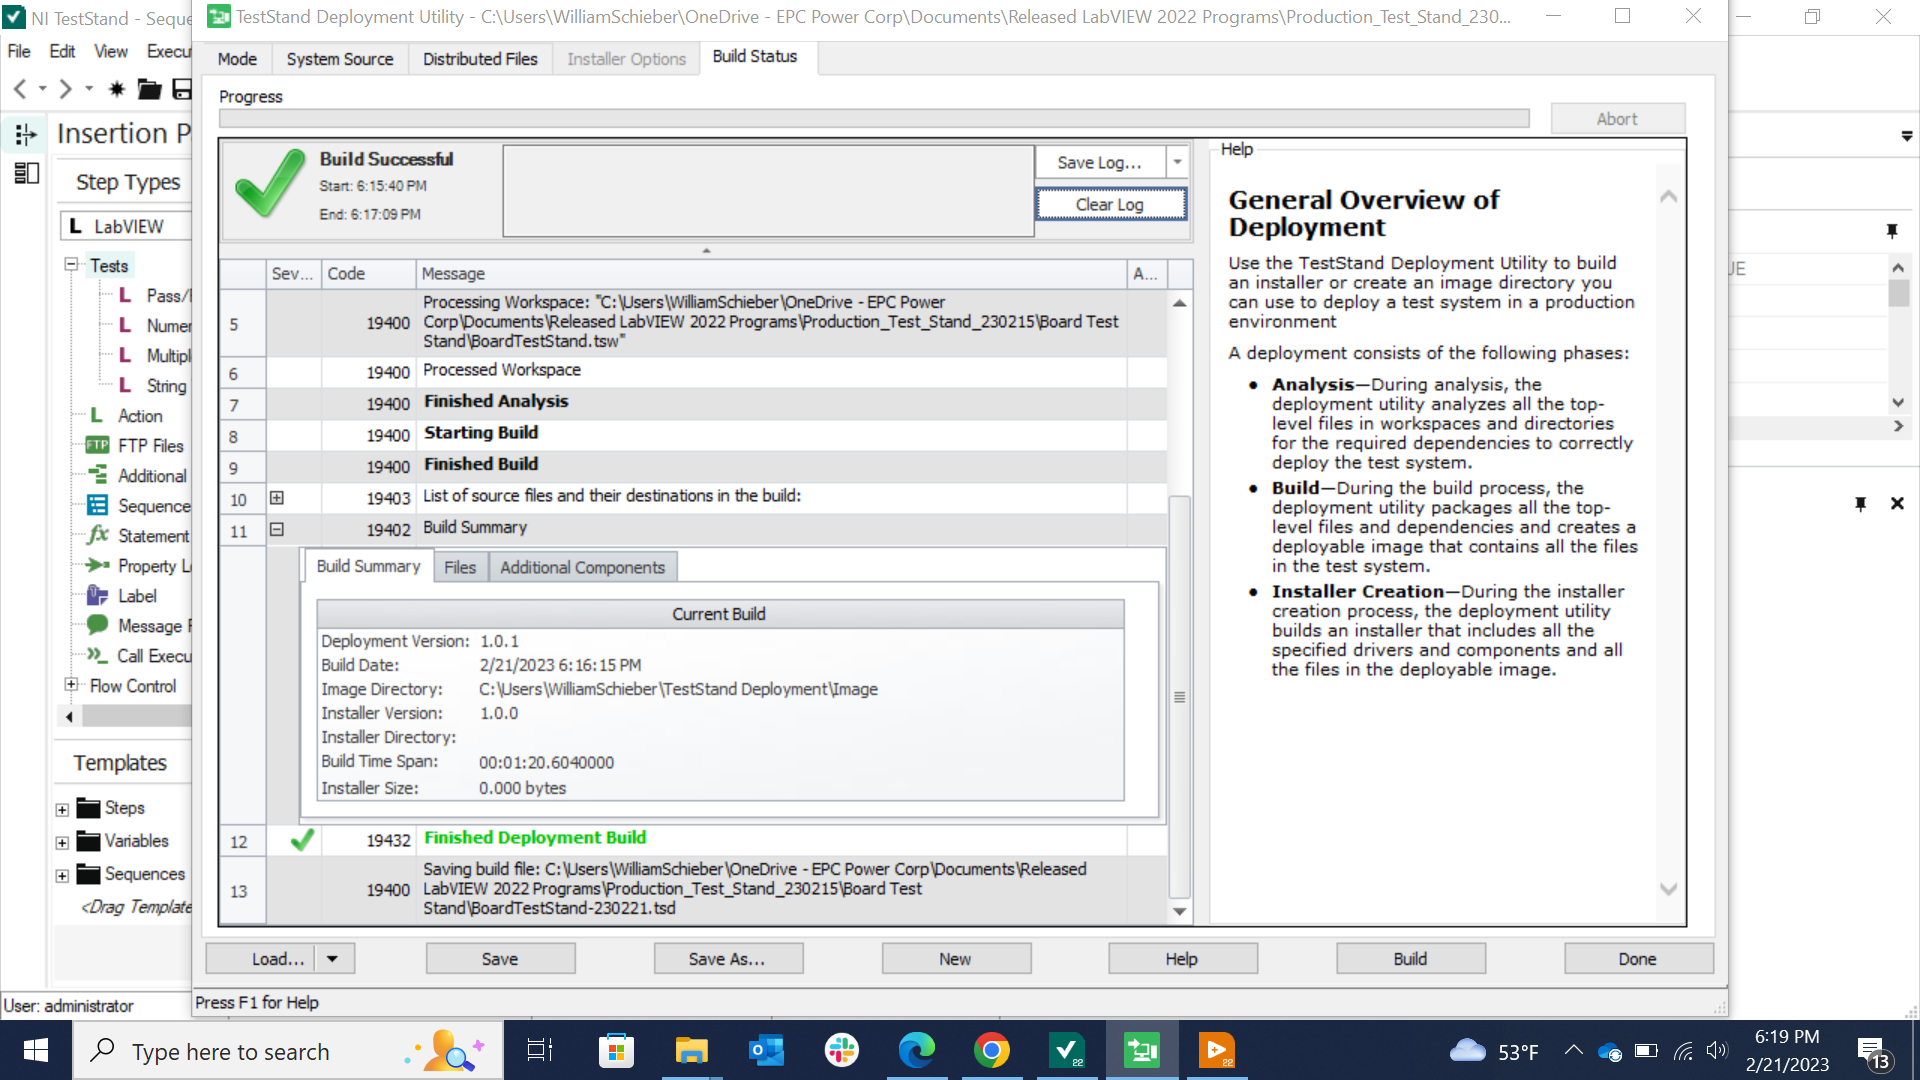 NI TestStand - Seque
TestStand Deployment Utility - C:\Users\WilliamSchieber\OneDrive - EPC Power Corp\Documents\Released LabVIEW 2022 Programs\Production_Test_Stand_230...
File Edit View Execu
Mode System Source Distributed Files Installer Options Build Status
Progress
Abort
Insertion P
Step Types
L LabVIEW
Tests
L Pass/
L Numer
L Multipl
L String
L Action
FTP FTP Files
Additional
Sequence
fx Statement
Property L
Label
Message P
Call Execu
Flow Control
Templates
Steps
Variables
Sequences
<Drag Template
User: administrator
Build Successful
Start: 6:15:40 PM
End: 6:17:09 PM
Save Log...
Clear Log
Sev... Code Message A...
5 19400 Processing Workspace: "C:\Users\WilliamSchieber\OneDrive - EPC Power
Corp\Documents\Released LabVIEW 2022 Programs\Production_Test_Stand_230215\Board Test
Stand\BoardTestStand.tsw"
6 19400 Processed Workspace
7 19400 Finished Analysis
8 19400 Starting Build
9 19400 Finished Build
10 19403 List of source files and their destinations in the build:
11 19402 Build Summary
Build Summary Files Additional Components
Current Build
Deployment Version: 1.0.1
Build Date: 2/21/2023 6:16:15 PM
Image Directory: C:\Users\WilliamSchieber\TestStand Deployment\Image
Installer Version: 1.0.0
Installer Directory:
Build Time Span: 00:01:20.6040000
Installer Size: 0.000 bytes
12 19432 Finished Deployment Build
13 19400 Saving build file: C:\Users\WilliamSchieber\OneDrive - EPC Power Corp\Documents\Released
LabVIEW 2022 Programs\Production_Test_Stand_230215\Board Test
Stand\BoardTestStand-230221.tsd
Help
General Overview of
Deployment
Use the TestStand Deployment Utility to build
an installer or create an image directory you
can use to deploy a test system in a production
environment
A deployment consists of the following phases:
• Analysis—During analysis, the
deployment utility analyzes all the top-
level files in workspaces and directories
for the required dependencies to correctly
deploy the test system.
• Build—During the build process, the
deployment utility packages all the top-
level files and dependencies and creates a
deployable image that contains all the files
in the test system.
• Installer Creation—During the installer
creation process, the deployment utility
builds an installer that includes all the
specified drivers and components and all
the files in the deployable image.
UE
Load... Save Save As... New Help Build Done
Press F1 for Help
Type here to search
22
22
53°F
6:19 PM
2/21/2023
13